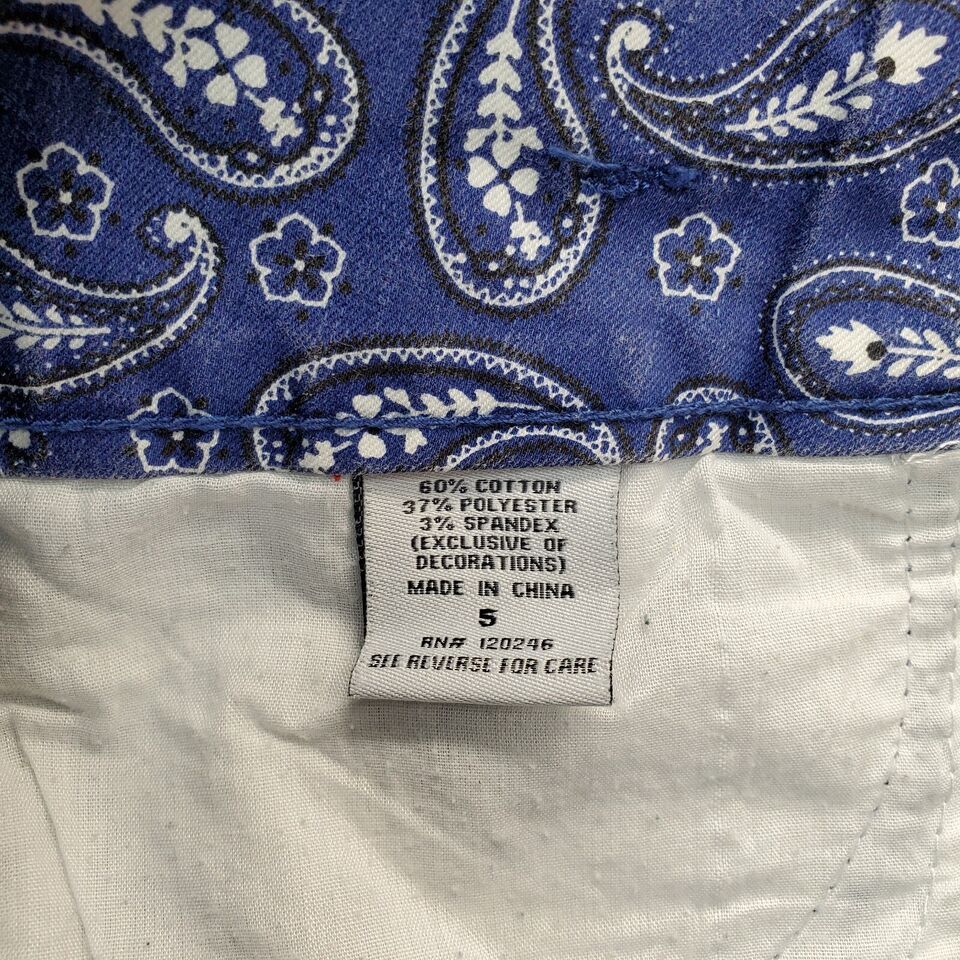 60% COTTON
37% POLYESTER
3% SPANDEX
(EXCLUSIVE OF
DECORATIONS)
MADE IN CHINA
5
RN# 120246
SEE REVERSE FOR CARE